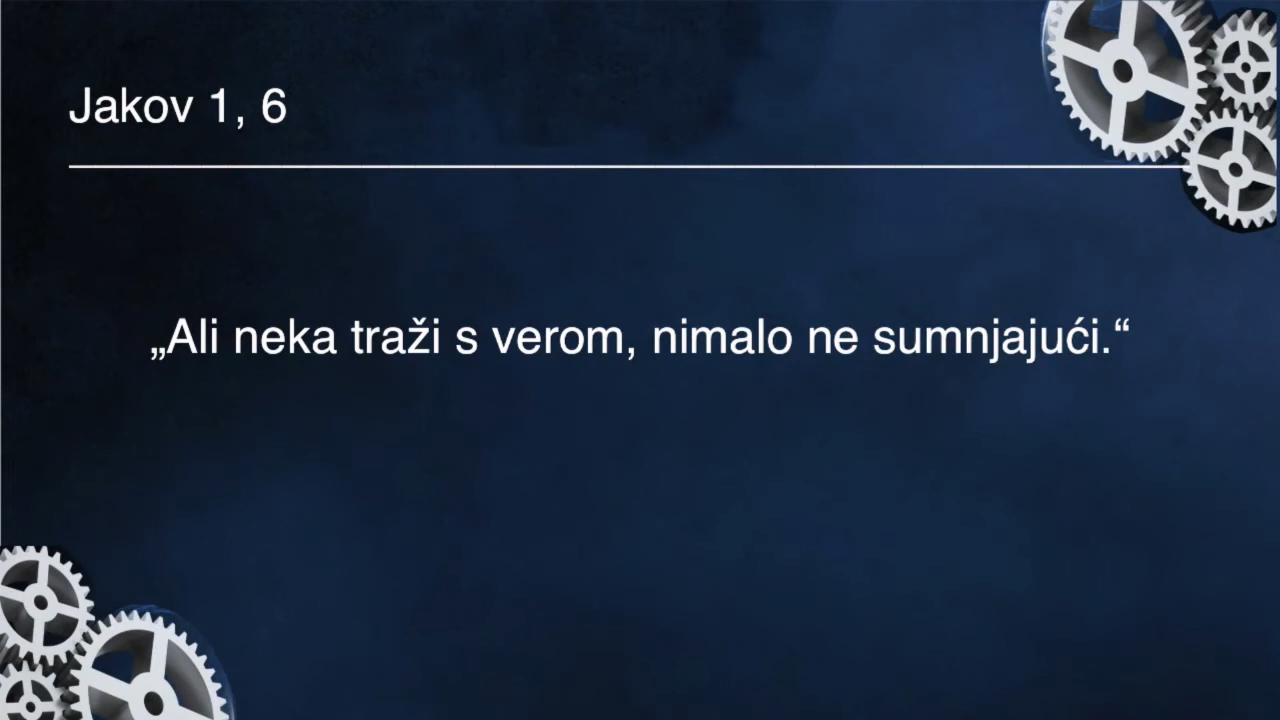 Jakov 1, 6
„Ali neka traži s verom, nimalo ne sumnjajući.“